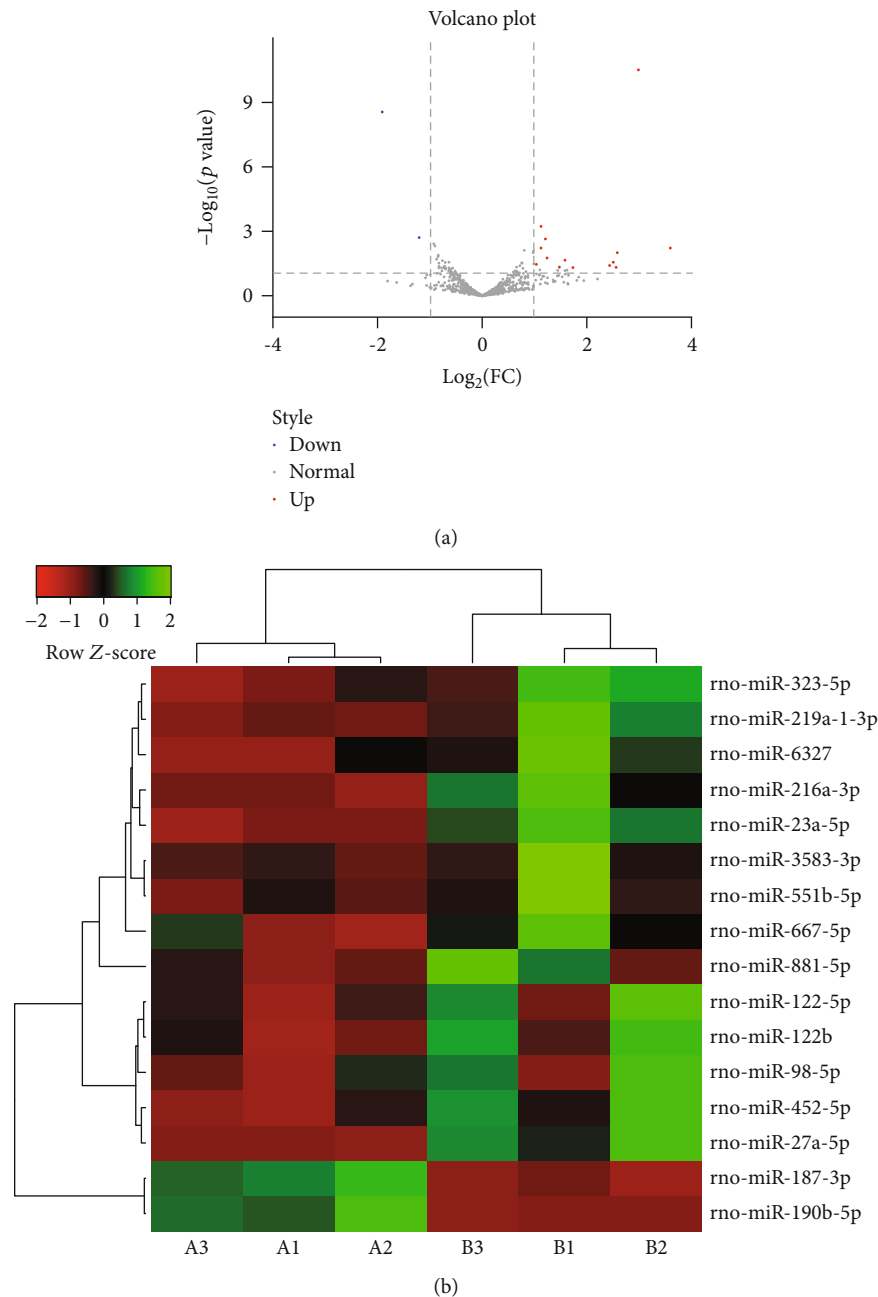 Volcano plot
−Log10(p value)
9
6
3
0
-4
-2
0
2
4
Log2(FC)
Style
Down
Normal
Up
(a)
−2 −1 0 1 2
Row Z-score
rno-miR-323-5p
rno-miR-219a-1-3p
rno-miR-6327
rno-miR-216a-3p
rno-miR-23a-5p
rno-miR-3583-3p
rno-miR-551b-5p
rno-miR-667-5p
rno-miR-881-5p
rno-miR-122-5p
rno-miR-122b
rno-miR-98-5p
rno-miR-452-5p
rno-miR-27a-5p
rno-miR-187-3p
rno-miR-190b-5p
A3 A1 A2 B3 B1 B2
(b)